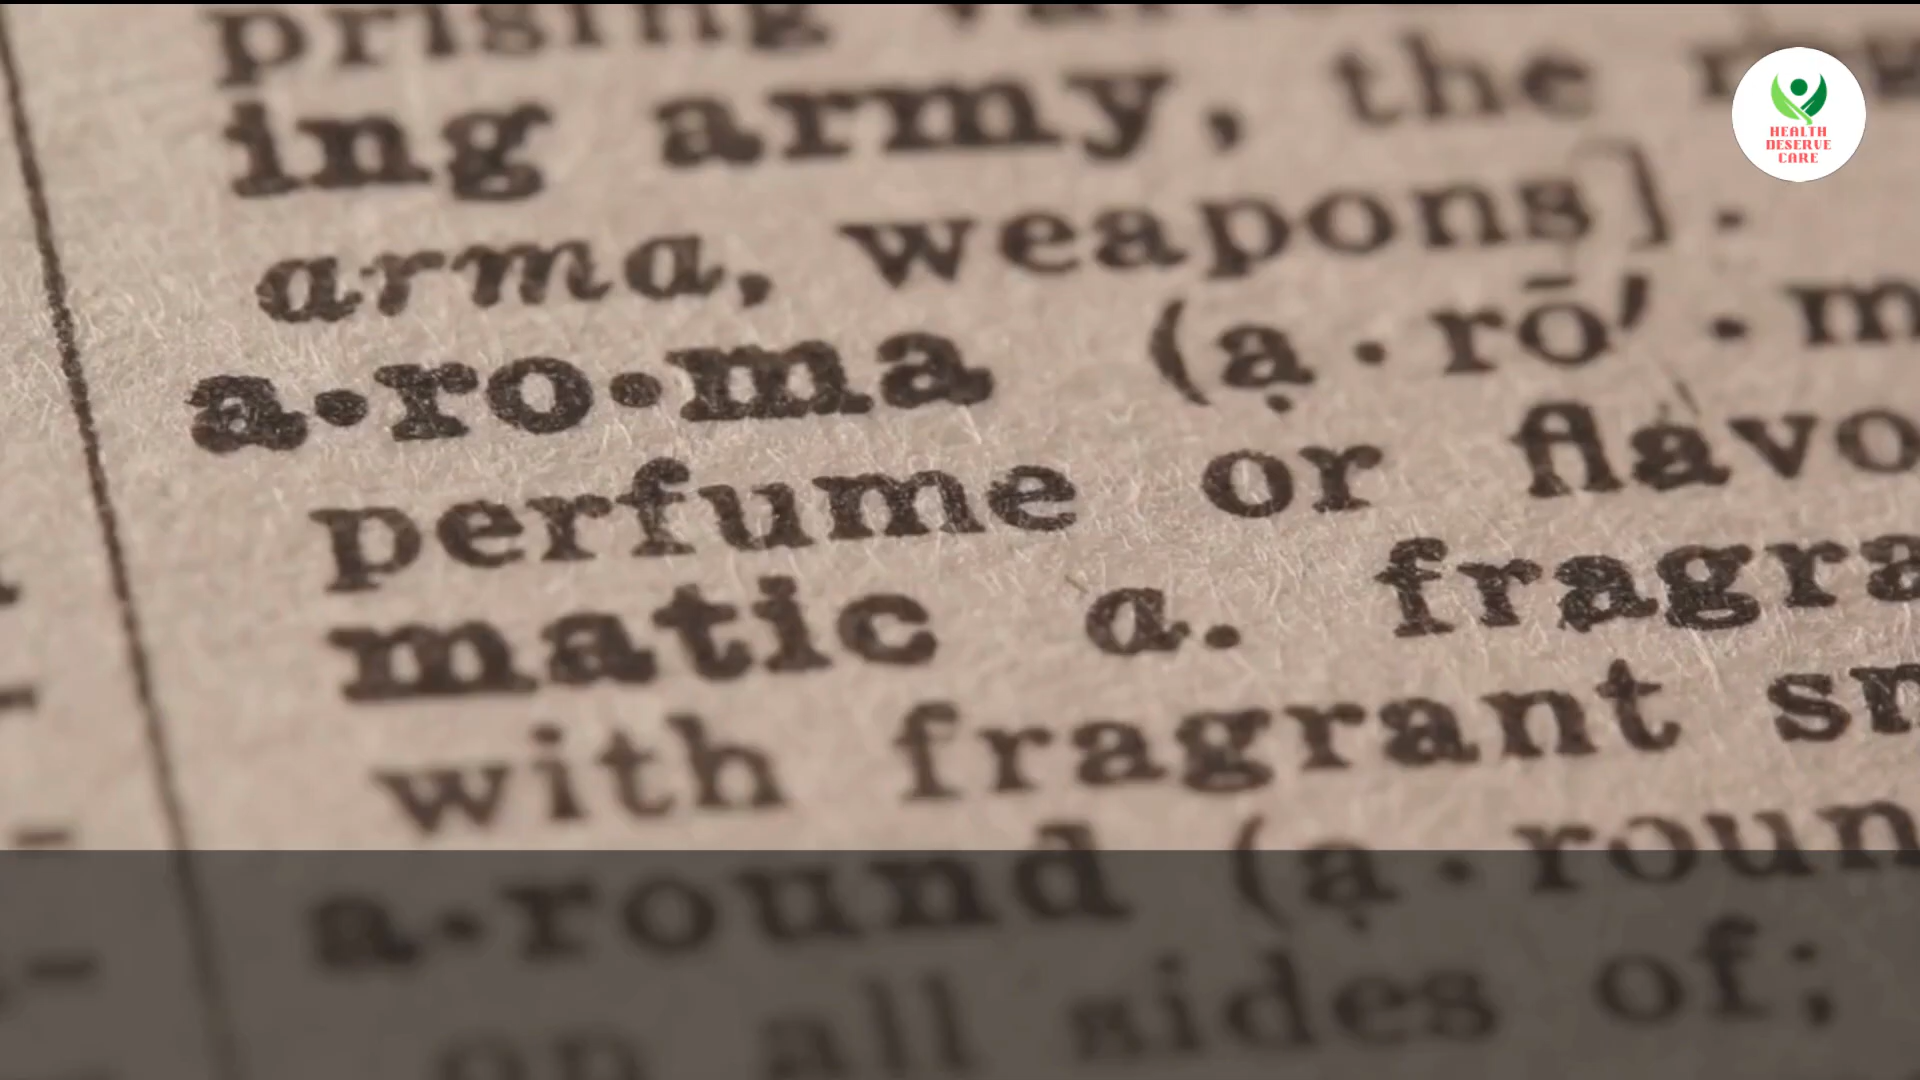 prising
ing army, the
arma, weapons].
a•ro•ma (ạ • rō′ • m
perfume or flavo
matic a. fragra
with fragrant sn
a•round (ạ • roun
on all sides of;
HEALTH
DESERVE
CARE